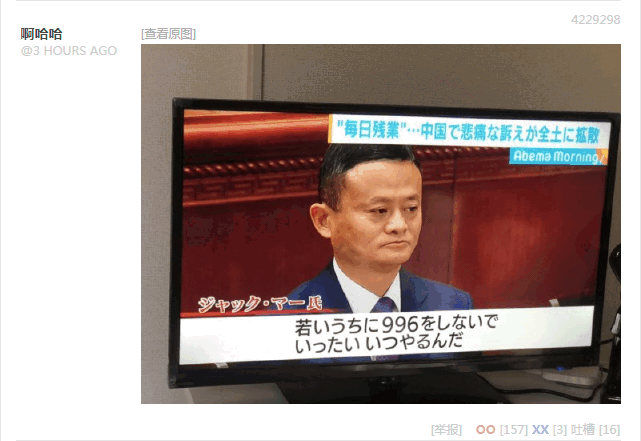 4229298
啊哈哈
@3 HOURS AGO
[查看原图]
"毎日残業"…中国で悲痛な訴えが全土に拡散
Abema Morning
ジャック・マー氏
若いうちに996をしないで
いったい いつやるんだ
[举报] OO [157] XX [3] 吐槽 [16]